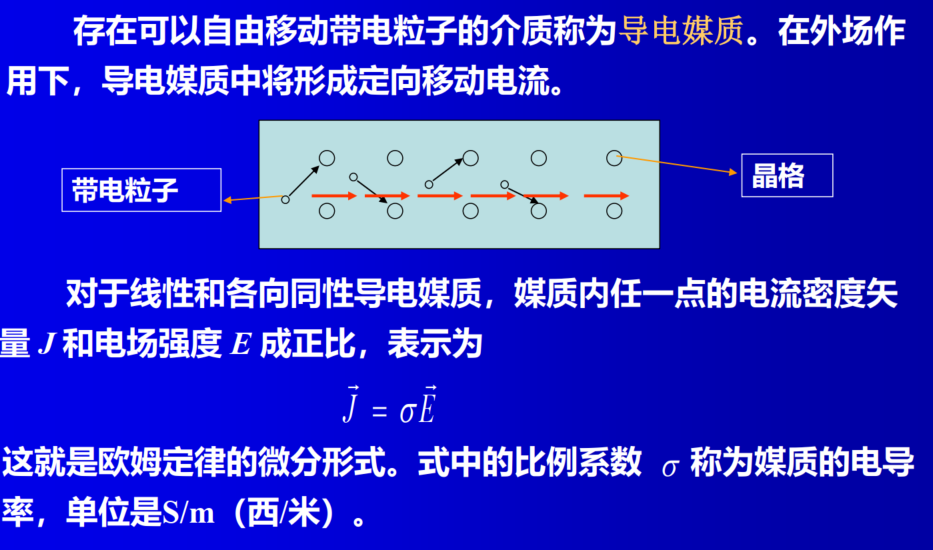 存在可以自由移动带电粒子的介质称为导电媒质。在外场作
用下，导电媒质中将形成定向移动电流。
带电粒子
晶格
对于线性和各向同性导电媒质，媒质内任一点的电流密度矢
量 J 和电场强度 E 成正比，表示为
$\vec{J} = \sigma \vec{E}$
这就是欧姆定律的微分形式。式中的比例系数 σ 称为媒质的电导
率，单位是S/m（西/米）。